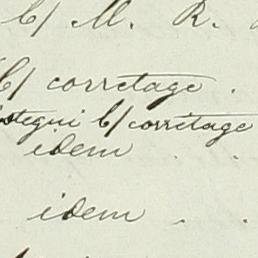 b/ M. R.
b/ corretage .
stegui b/ corretage
idem . .
idem . .